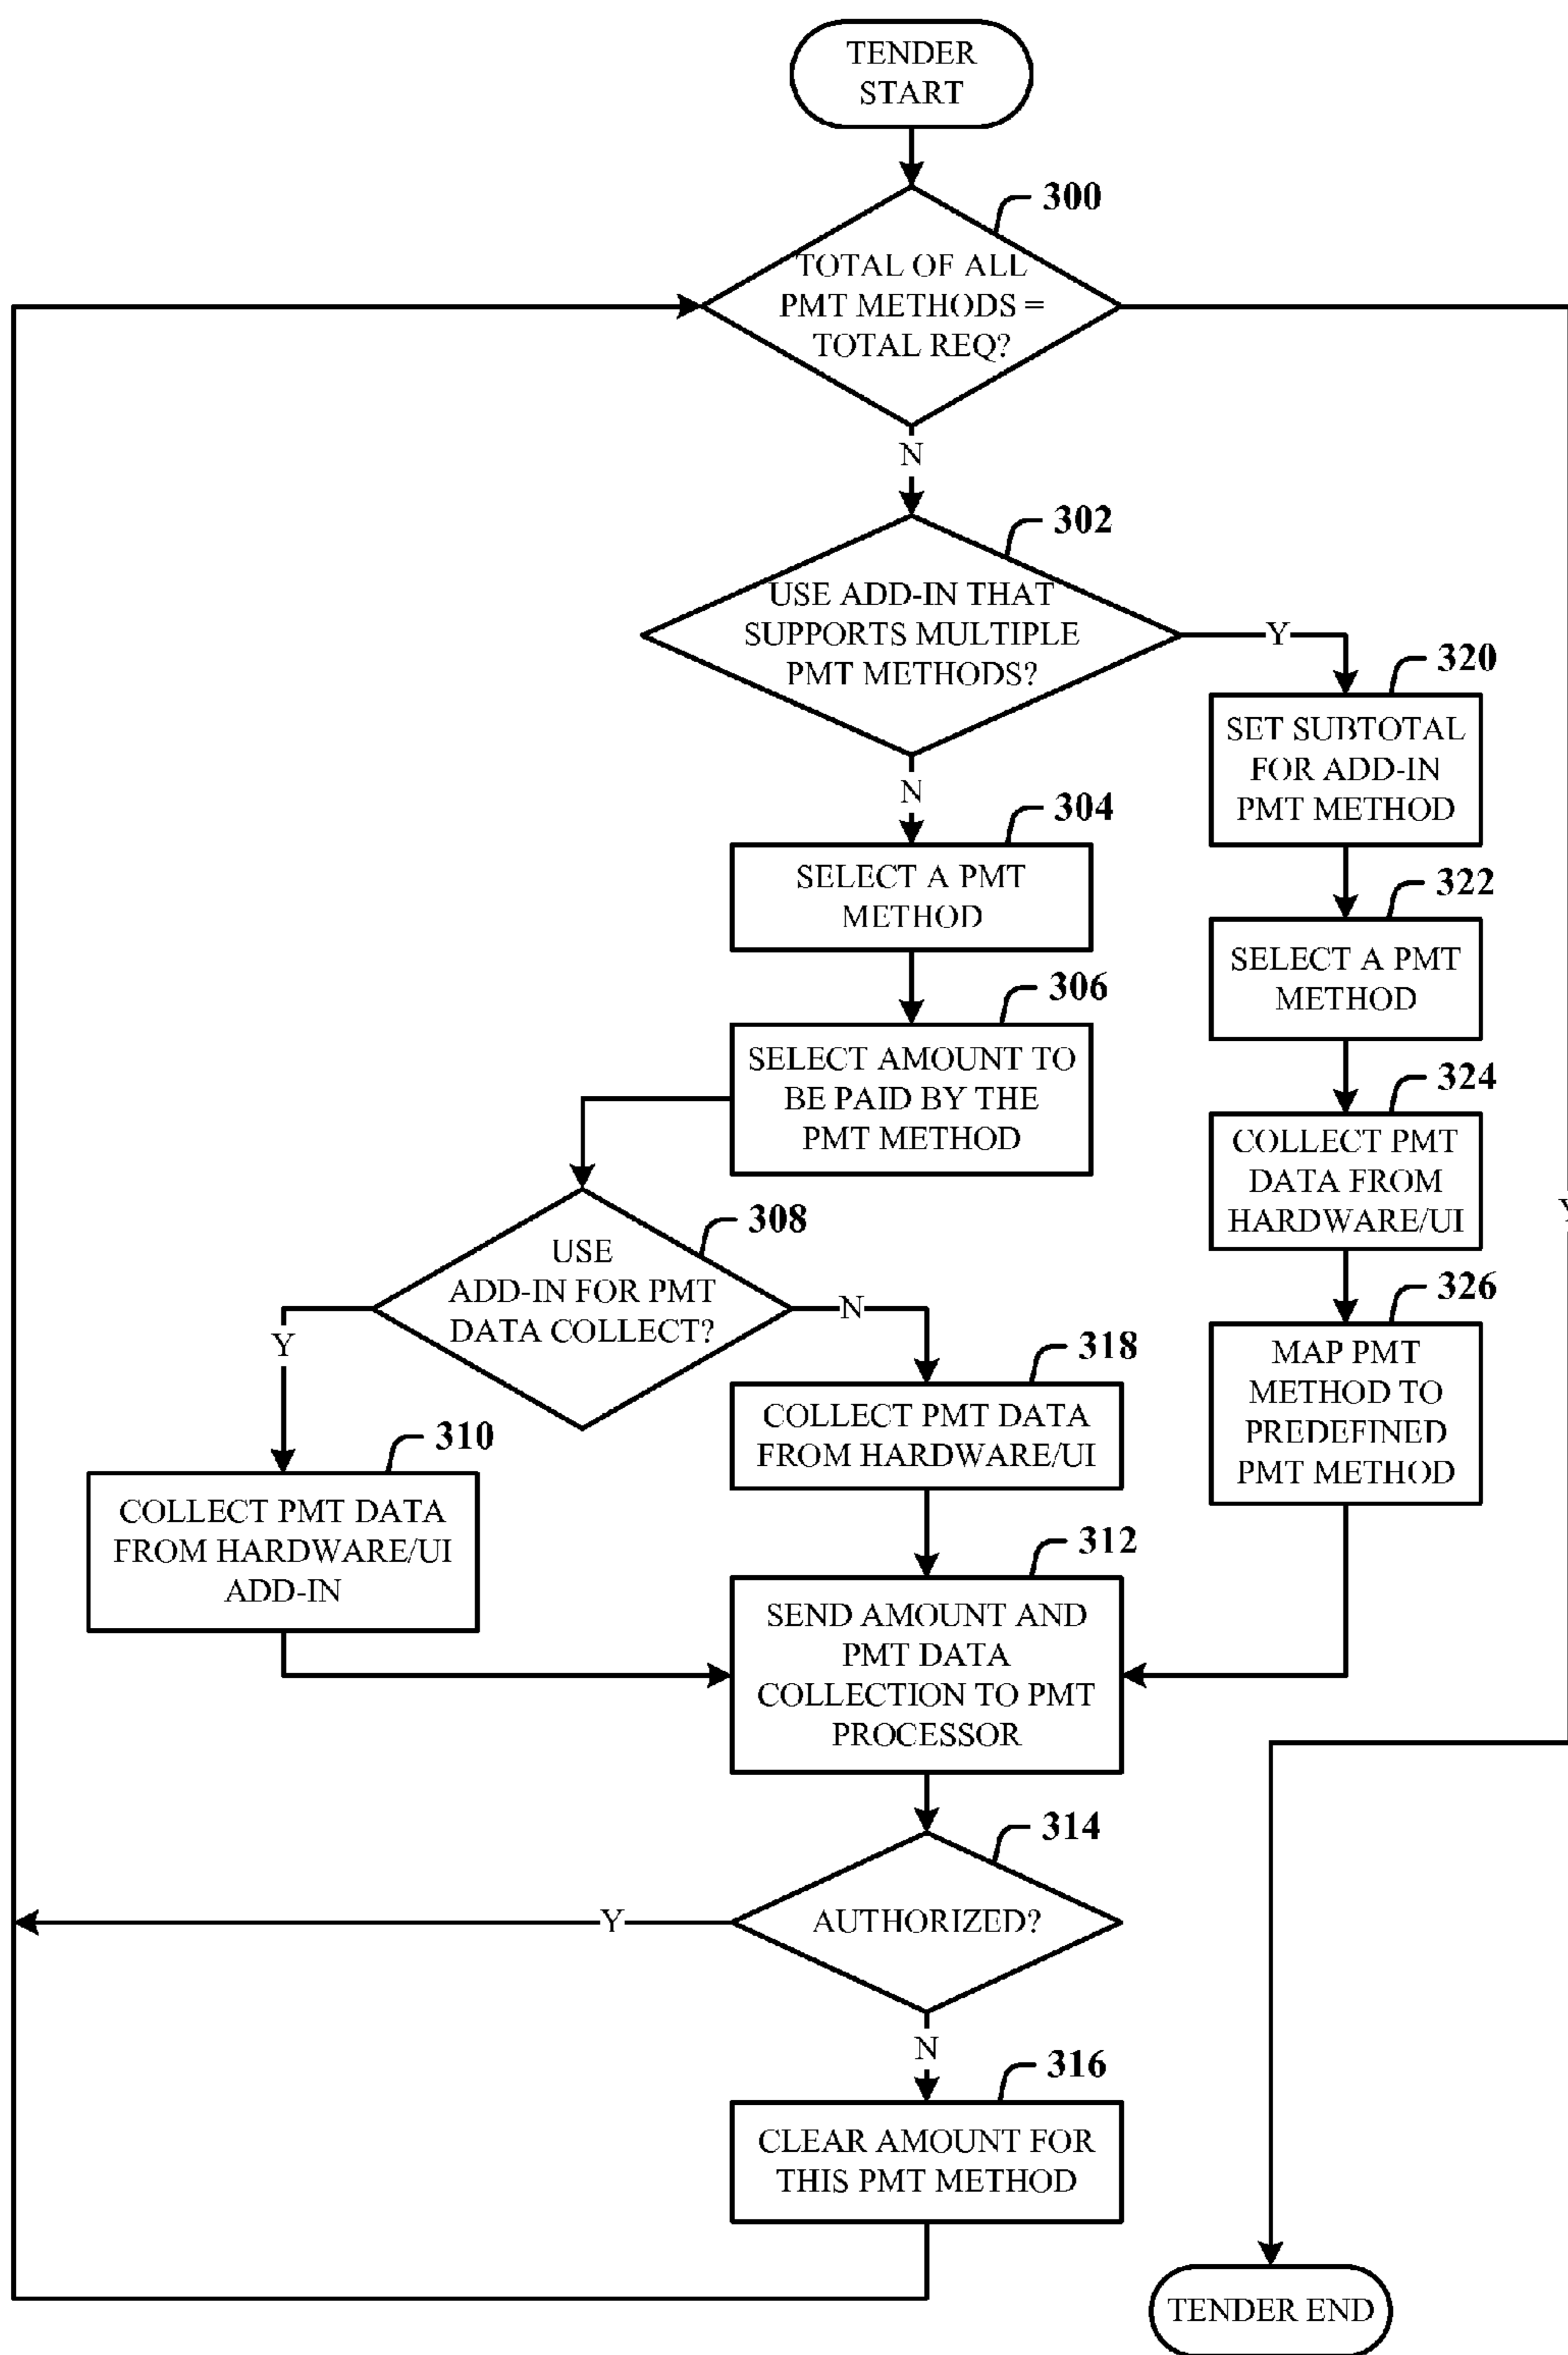 TENDER
START
300
TOTAL OF ALL
PMT METHODS =
TOTAL REQ?
N
302
USE ADD-IN THAT
SUPPORTS MULTIPLE
PMT METHODS?
Y
320
SET SUBTOTAL
FOR ADD-IN
PMT METHOD
N
304
SELECT A PMT
METHOD
322
SELECT A PMT
METHOD
306
SELECT AMOUNT TO
BE PAID BY THE
PMT METHOD
324
COLLECT PMT
DATA FROM
HARDWARE/UI
Y
308
USE
ADD-IN FOR PMT
DATA COLLECT?
Y
N
326
MAP PMT
METHOD TO
PREDEFINED
PMT METHOD
318
COLLECT PMT DATA
FROM HARDWARE/UI
310
COLLECT PMT DATA
FROM HARDWARE/UI
ADD-IN
312
SEND AMOUNT AND
PMT DATA
COLLECTION TO PMT
PROCESSOR
314
AUTHORIZED?
Y
N
316
CLEAR AMOUNT FOR
THIS PMT METHOD
TENDER END